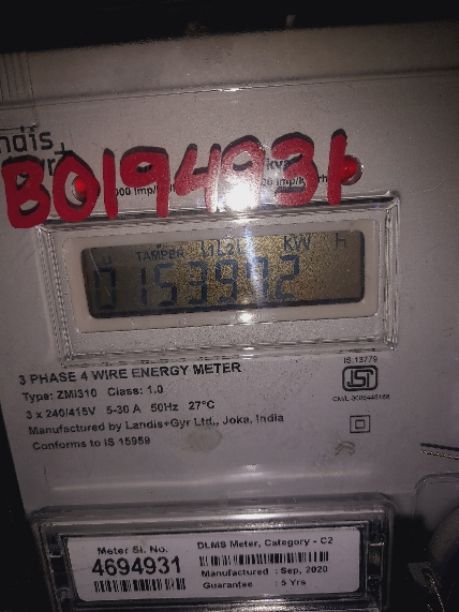 B0194931
TAMPER L1L2L KW H
0153972
3 PHASE 4 WIRE ENERGY METER
Type: ZMI310 Class: 1.0
3 x 240/415V 5-30 A 50Hz 27°C
Manufactured by Landis+Gyr Ltd., Joka, India
Conforms to IS 15959
IS 13779
ISI
Meter Sl. No.
4694931
DLMS Meter, Category - C2
Manufactured : Sep, 2020
Guarantee : 5 Yrs